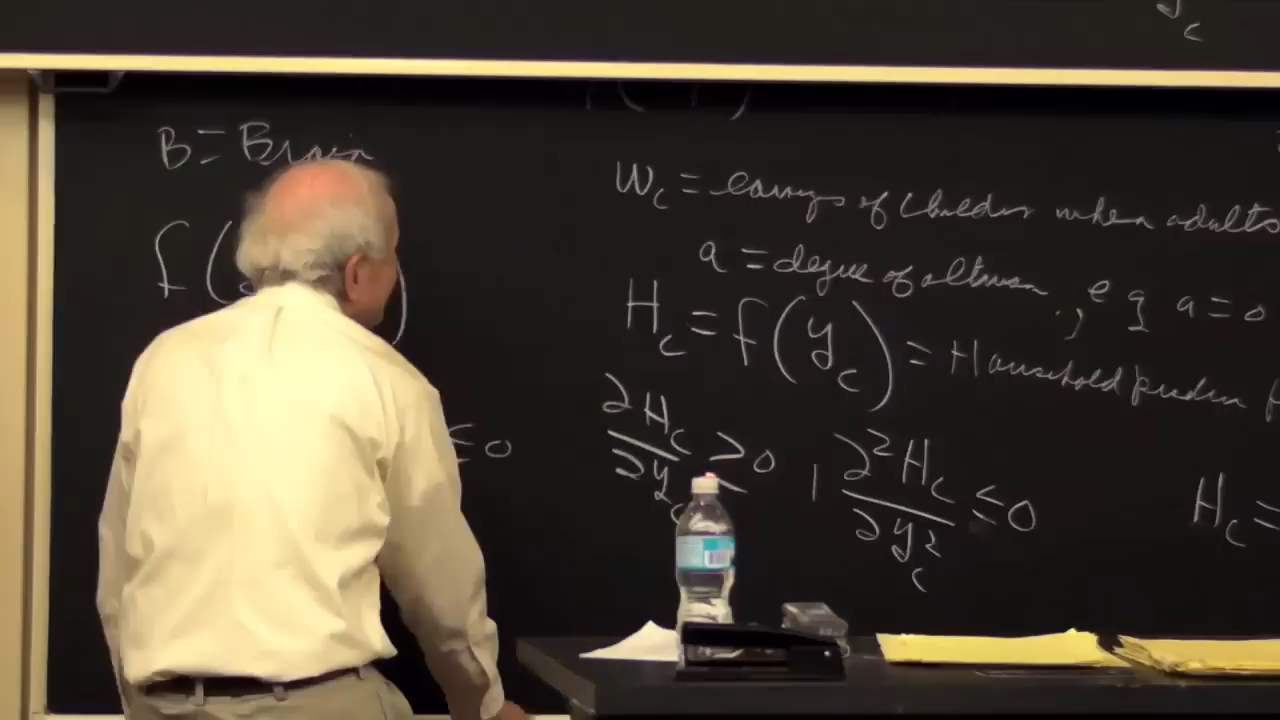 c
B = Brain
f (
≤ 0
W_c = earnings of children when adults
a = degree of altruism, e g a = 0
H_c = f(y_c) = Household produ f
∂H_c/∂y_c ≥ 0, ∂²H_c/∂y_c² ≤ 0
H_c =